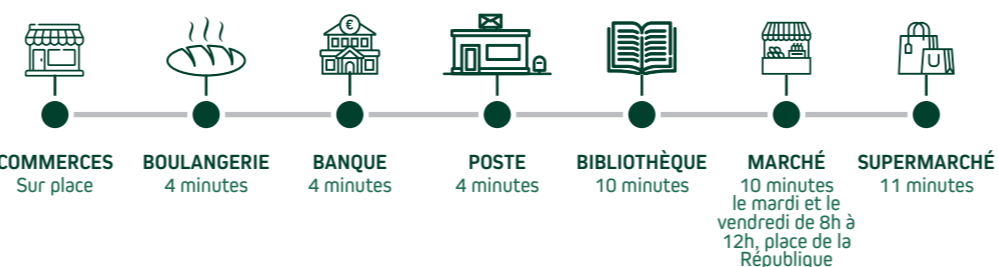 €
COMMERCES
Sur place
BOULANGERIE
4 minutes
BANQUE
4 minutes
POSTE
4 minutes
BIBLIOTHÈQUE
10 minutes
MARCHÉ
10 minutes
le mardi et le
vendredi de 8h à
12h, place de la
République
SUPERMARCHÉ
11 minutes